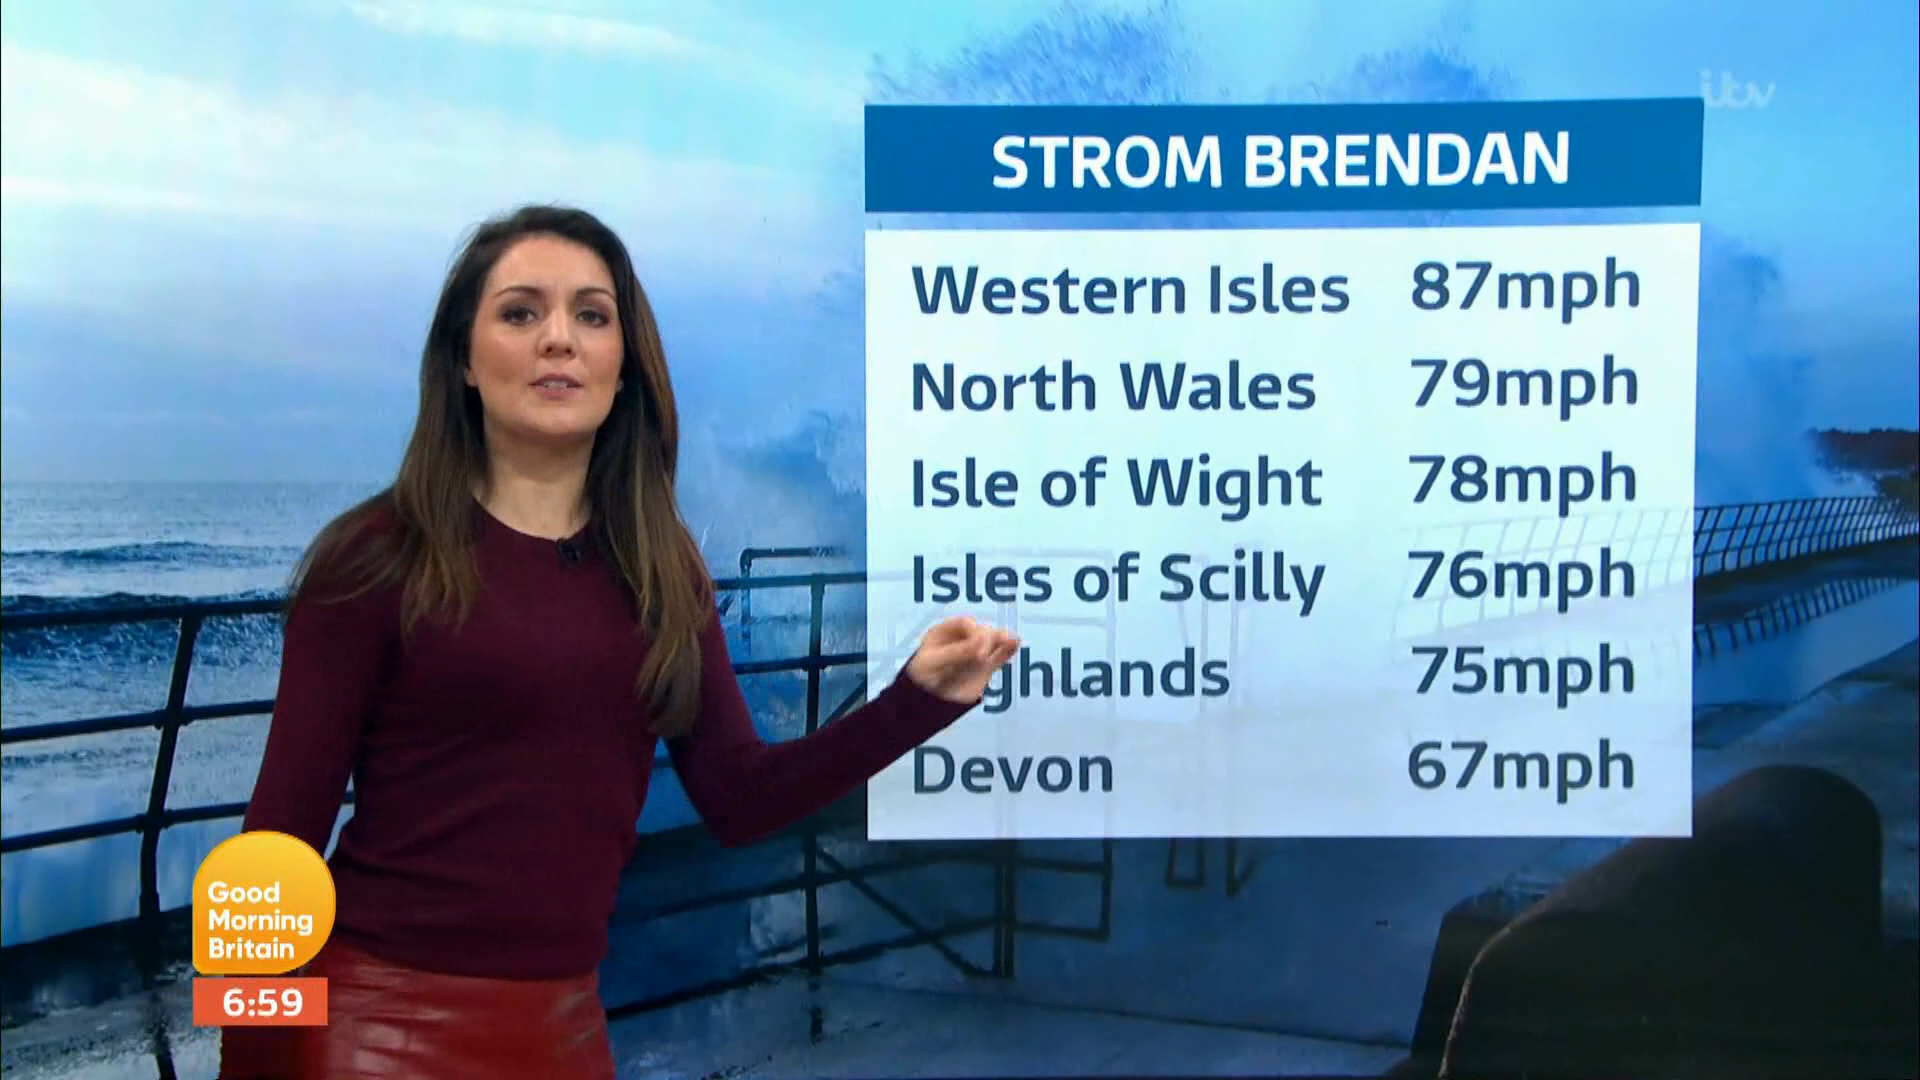 itv
STROM BRENDAN
Western Isles 87mph
North Wales 79mph
Isle of Wight 78mph
Isles of Scilly 76mph
ghlands 75mph
Devon 67mph
Good
Morning
Britain
6:59